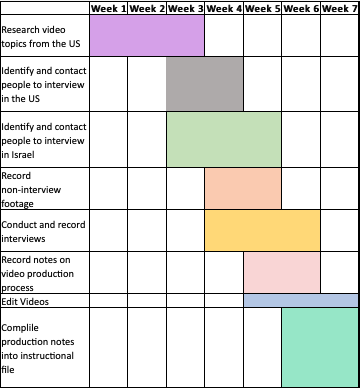 Week 1 Week 2 Week 3 Week 4 Week 5 Week 6 Week 7
Research video
topics from the US
Identify and contact
people to interview
in the US
Identify and contact
people to interview
in Israel
Record
non-interview
footage
Conduct and record
interviews
Record notes on
video production
process
Edit Videos
Complile
production notes
into instructional
file